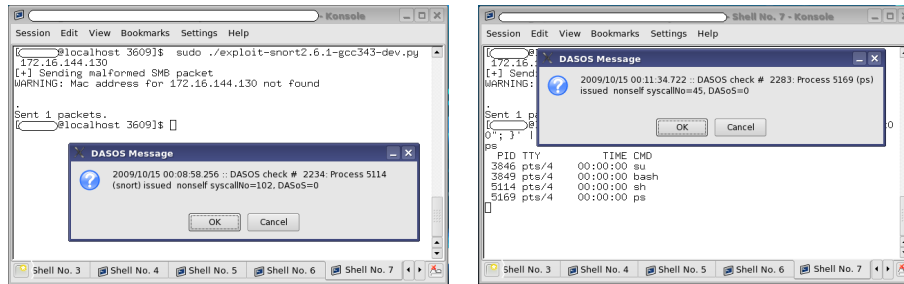 - Konsole
Session Edit View Bookmarks Settings Help
[ @localhost 3609]$ sudo ./exploit-snort2.6.1-gcc343-dev.py
172.16.144.130
[+] Sending malformed SMB packet
WARNING: Mac address for 172.16.144.130 not found
.
Sent 1 packets.
[ @localhost 3609]$
DASOS Message
2009/10/15 00:08:58.256 :: DASOS check # 2234: Process 5114
(snort) issued nonself syscallNo=102, DASoS=0
OK Cancel
Shell No. 3 Shell No. 4 Shell No. 5 Shell No. 6 Shell No. 7
- Shell No. 7 - Konsole
Session Edit View Bookmarks Settings Help
172.16.
[+] Send
WARNING:
DASOS Message
2009/10/15 00:11:34.722 :: DASOS check # 2283: Process 5169 (ps)
issued nonself syscallNo=45, DASoS=0
OK Cancel
.
Sent 1 p
0"; }' |
ps
PID TTY TIME CMD
3846 pts/4 00:00:00 su
3849 pts/4 00:00:00 bash
5114 pts/4 00:00:00 sh
5169 pts/4 00:00:00 ps
Shell No. 3 Shell No. 4 Shell No. 5 Shell No. 6 Shell No. 7